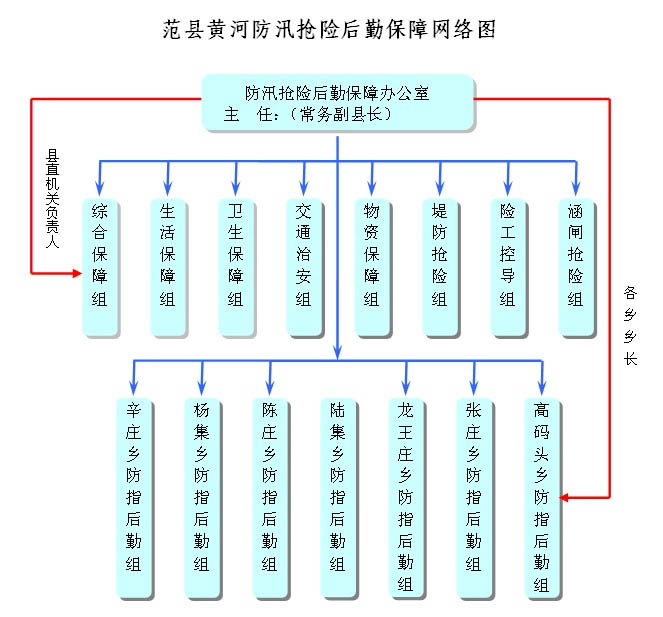 范县黄河防汛抢险后勤保障网络图
防汛抢险后勤保障办公室
主　任：（常务副县长）
县直机关负责人
综合保障组
生活保障组
卫生保障组
交通治安组
物资保障组
堤防抢险组
险工控导组
涵闸抢险组
各乡乡长
辛庄乡防指后勤组
杨集乡防指后勤组
陈庄乡防指后勤组
陆集乡防指后勤组
龙王庄乡防指后勤组
张庄乡防指后勤组
高码头乡防指后勤组